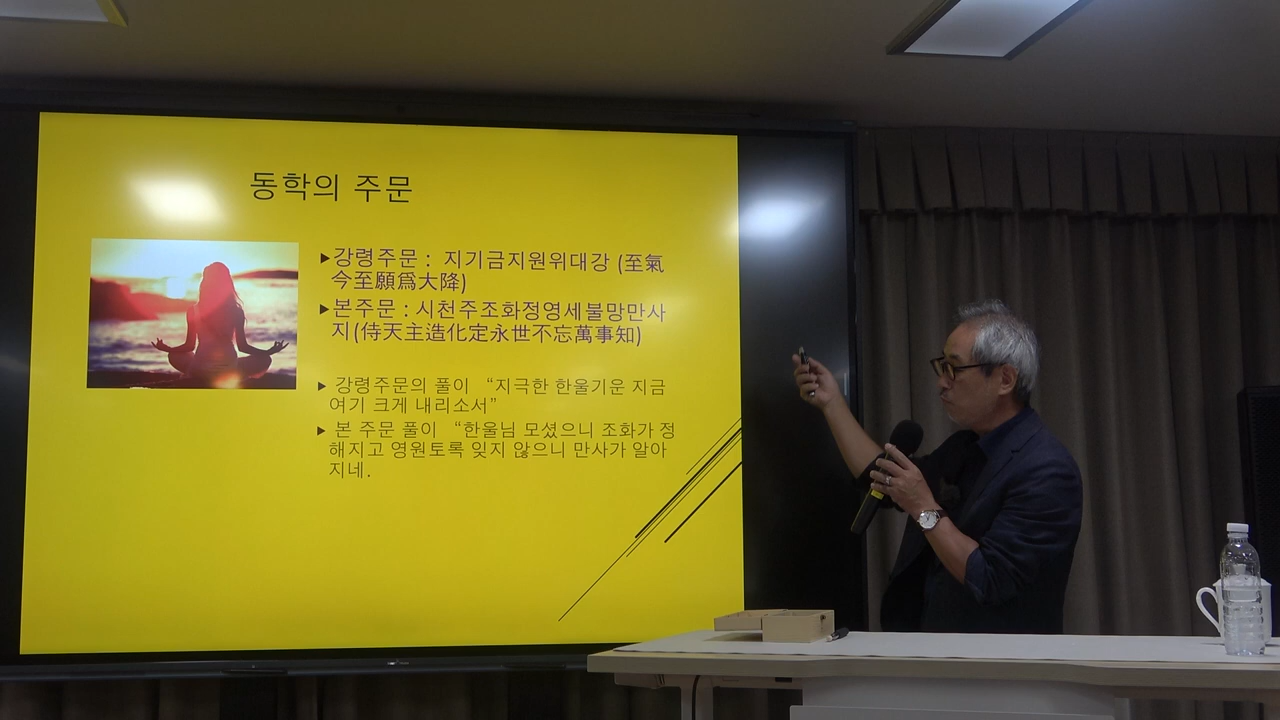 동학의 주문
▶강령주문 : 지기금지원위대강 (至氣
今至願爲大降)
▶본주문 : 시천주조화정영세불망만사
지(侍天主造化定永世不忘萬事知)
▶ 강령주문의 풀이 “지극한 한울기운 지금
여기 크게 내리소서”
▶ 본 주문 풀이 “한울님 모셨으니 조화가 정
해지고 영원토록 잊지 않으니 만사가 알아
지네.